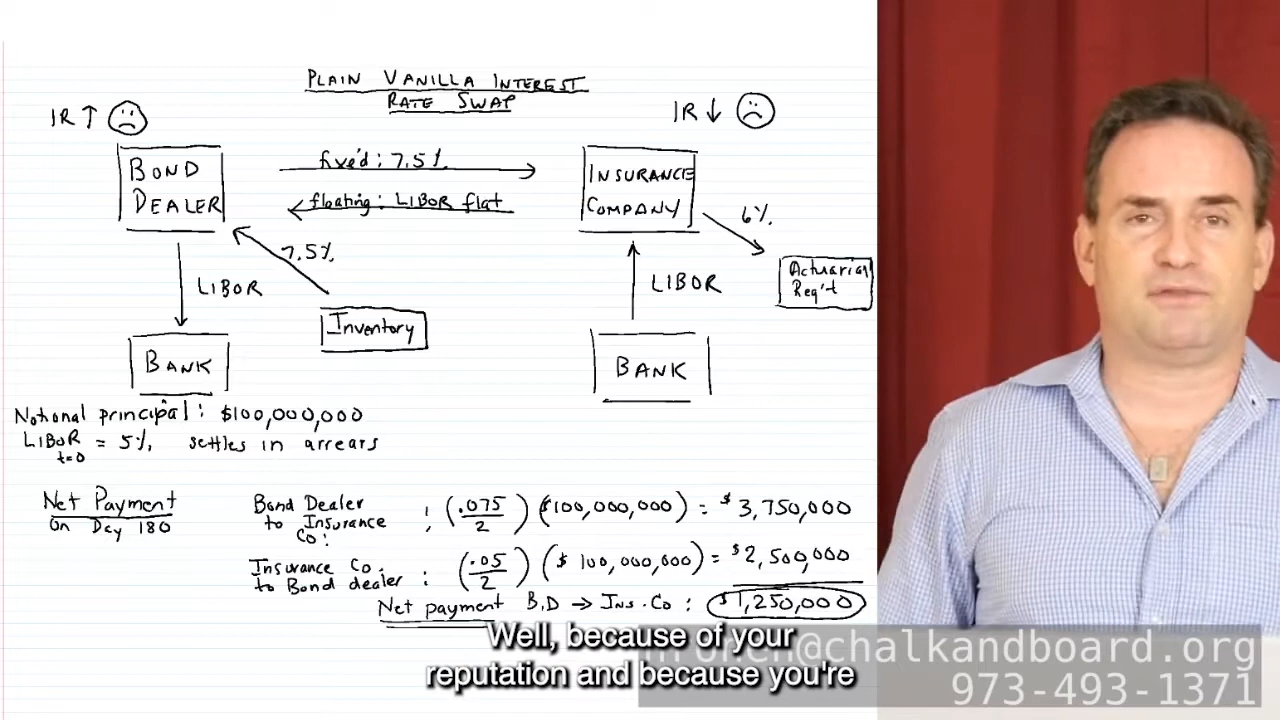 PLAIN VANILLA INTEREST
RATE SWAP
IR ↑ IR ↓
BOND
DEALER
fixed: 7.5%
floating: LIBOR flat
INSURANCE
COMPANY
6%
Actuarial
Req't
7.5%
LIBOR
LIBOR
Inventory
BANK
BANK
Notional principal: $100,000,000
LIBOR = 5% settles in arrears
t=0
Net Payment
On Day 180
Bond Dealer
to Insurance
Co:
: (.075/2) ($100,000,000) = $3,750,000
Insurance Co.
to Bond dealer : (.05/2) ($ 100,000,000) = $2,500,000
Net payment B.D → Ins. Co: $1,250,000
Well, because of your
reputation and because you're
@chalkandboard.org
973-493-1371